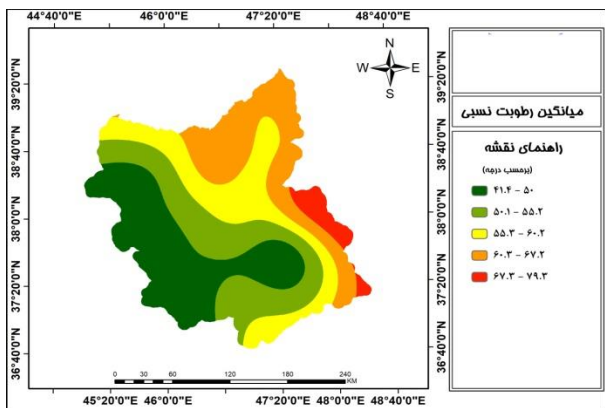 44°40'0"E 46°0'0" 47°20'0" 48°40'0"
39°20'0" 38°40'0" 38°0'0" 37°20'0" 36°40'0"
N
W E
S
39°20'0" 38°40'0" 38°0'0" 37°20'0" 36°40'0"
0 30 60 120 180 240
KM
45°20'0" 46°0'0" 47°20'0" 48°0'0" 48°40'0"
میانگین رطوبت نسبی
راهنمای نقشه
(برحسب درجه)
۴۱.۴ - ۵۰
۵۰.۱ - ۵۵.۲
۵۵.۳ - ۶۰.۲
۶۰.۳ - ۶۷.۲
۶۷.۳ - ۷۹.۳